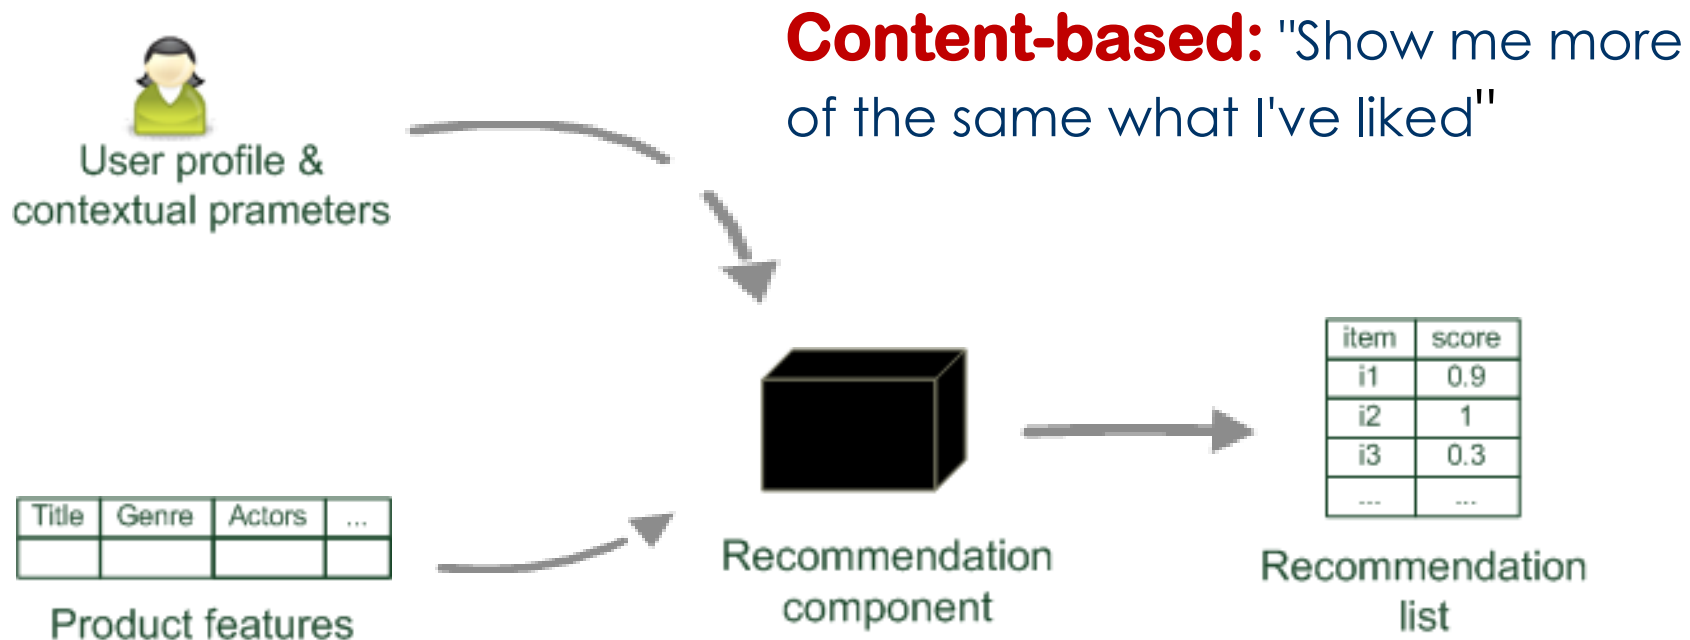 Content-based: "Show me more
of the same what I've liked"
User profile &
contextual prameters
Title Genre Actors ...
Product features
Recommendation
component
item score
i1 0.9
i2 1
i3 0.3
... ...
Recommendation
list